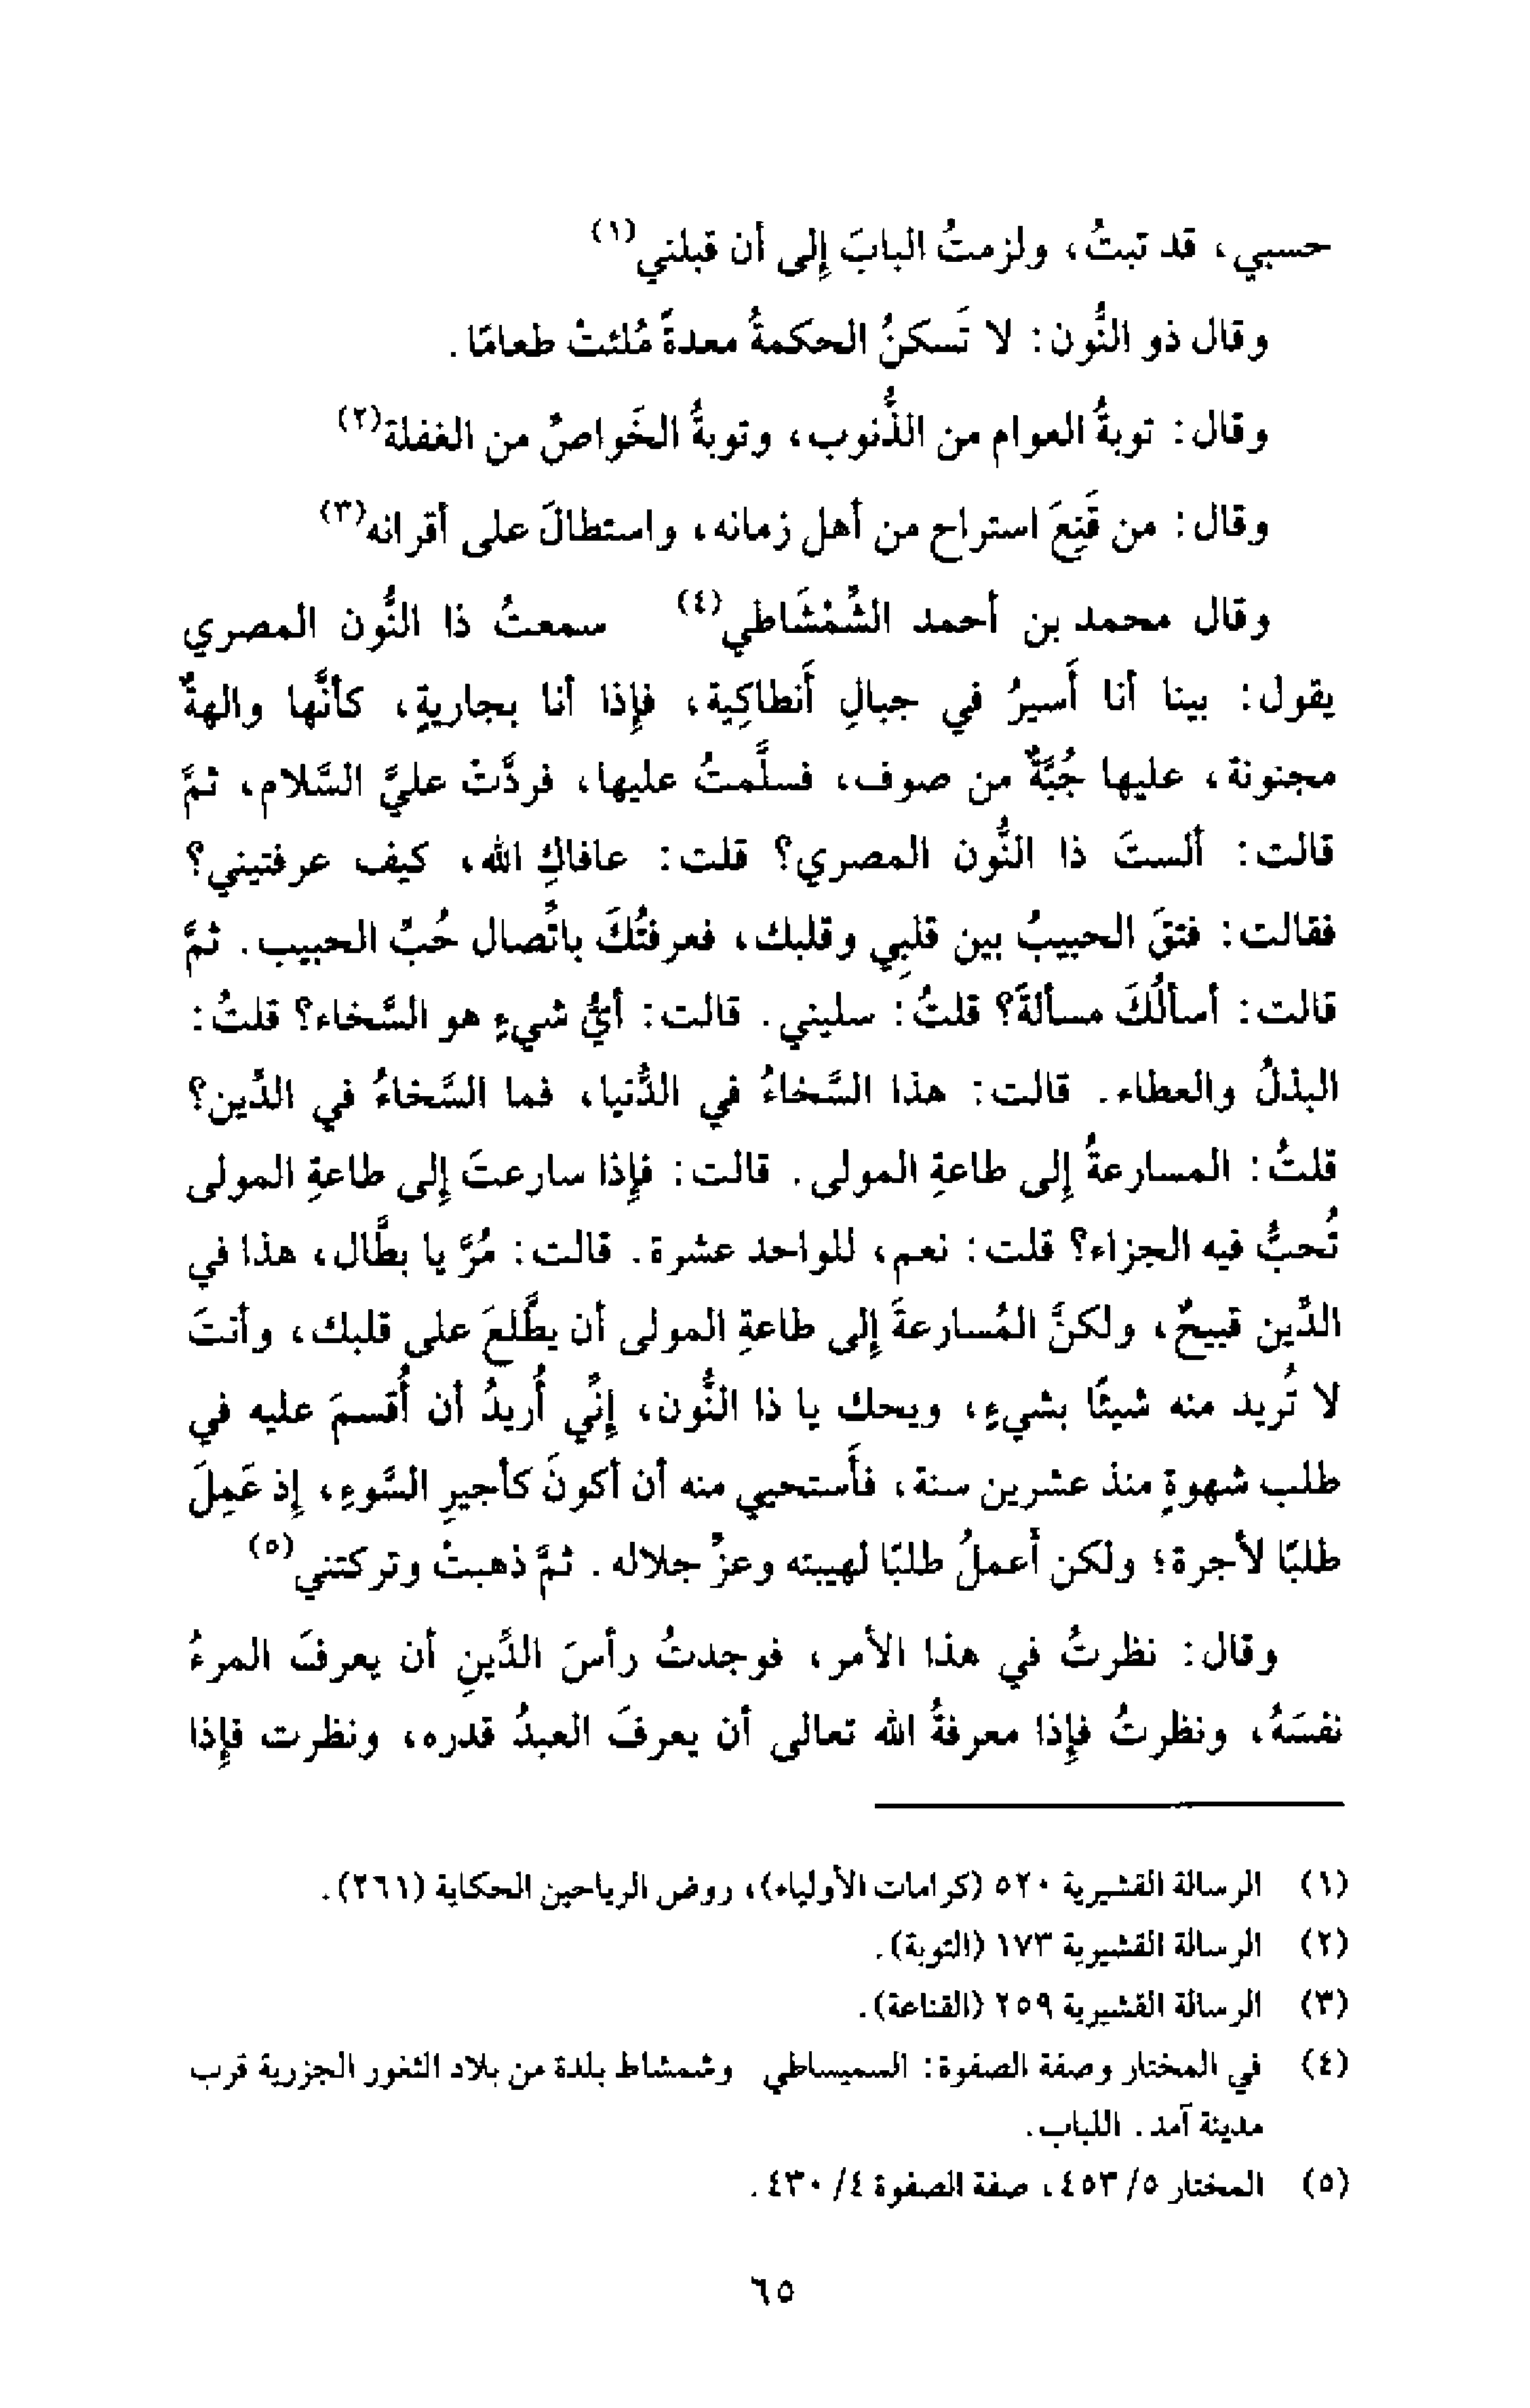 حسبي، قد تبتُ، ولزمتُ البابَ إلى أن قبلني(١)
وقال ذو النُّون: لا تَسكنُ الحكمةُ معدةً مُلئتْ طعامًا.
وقال: توبةُ العوام من الذُّنوب، وتوبةُ الخَواصِّ من الغفلة(٢)
وقال: من قَنِعَ استراح من أهل زمانه، واستطالَ على أقرانه(٣)
وقال محمد بن أحمد الشِّمْشَاطي(٤) سمعتُ ذا النُّون المصري
يقول: بينا أنا أَسيرُ في جبالِ أَنطاكِية، فإذا أنا بجاريةٍ، كأنَّها والهةٌ
مجنونة، عليها جُبَّةٌ من صوف، فسلَّمتُ عليها، فردَّتْ عليَّ السَّلام، ثمَّ
قالت: ألستَ ذا النُّون المصري؟ قلت: عافاكِ الله، كيف عرفتيني؟
فقالت: فتقَ الحبيبُ بين قلبي وقلبك، فعرفتُكَ باتِّصال حُبِّ الحبيب. ثمَّ
قالت: أسألُكَ مسألةً؟ قلتُ: سليني. قالت: أيُّ شيءٍ هو السَّخاء؟ قلتُ:
البذلُ والعطاء. قالت: هذا السَّخاءُ في الدُّنيا، فما السَّخاءُ في الدِّين؟
قلتُ: المسارعةُ إلى طاعةِ المولى. قالت: فإذا سارعتَ إلى طاعةِ المولى
تُحبُّ فيه الجزاء؟ قلت: نعم، للواحد عشرة. قالت: مُرَّ يا بطَّال، هذا في
الدِّين قبيحٌ، ولكنَّ المُسارعةَ إلى طاعةِ المولى أن يطَّلعَ على قلبك، وأنتَ
لا تُريد منه شيئًا بشيءٍ، ويحك يا ذا النُّون، إنِّي أُريدُ أن أُقسمَ عليه في
طلب شهوةٍ منذ عشرين سنة، فأَستحيي منه أن أكونَ كأجيرِ السَّوءِ، إذ عَمِلَ
طلبًا لأجرة؛ ولكن أَعملُ طلبًا لهيبته وعزِّ جلاله. ثمَّ ذهبتْ وتركتني(٥)
وقال: نظرتُ في هذا الأمر، فوجدتُ رأسَ الدِّينِ أن يعرفَ المرءُ
نفسَهُ، ونظرتُ فإذا معرفةُ الله تعالى أن يعرفَ العبدُ قدره، ونظرت فإذا
(١) الرسالة القشيرية ٥٢٠ (كرامات الأولياء)، روض الرياحين الحكاية (٢٦١).
(٢) الرسالة القشيرية ١٧٣ (التوبة).
(٣) الرسالة القشيرية ٢٥٩ (القناعة).
(٤) في المختار وصفة الصفوة: السميساطي وشمشاط بلدة من بلاد الثغور الجزرية قرب
مدينة آمد. اللباب.
(٥) المختار ٥/ ٤٥٣، صفة الصفوة ٤/ ٤٣٠.
٦٥